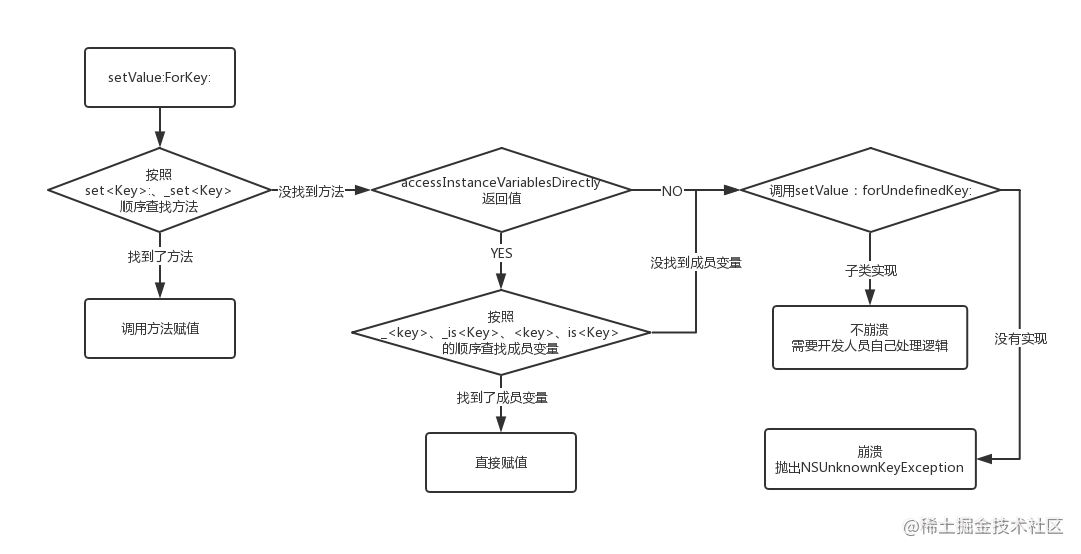 setValue:ForKey:
按照
set<Key>:、_set<Key>
顺序查找方法
没找到方法
accessInstanceVariablesDirectly
返回值
NO
调用setValue：forUndefinedKey:
找到了方法
YES
没找到成员变量
子类实现
调用方法赋值
按照
_<key>、_is<Key>、<key>、is<Key>
的顺序查找成员变量
不崩溃
需要开发人员自己处理逻辑
没有实现
找到了成员变量
直接赋值
崩溃
抛出NSUnknowKeyException
@稀土掘金技术社区